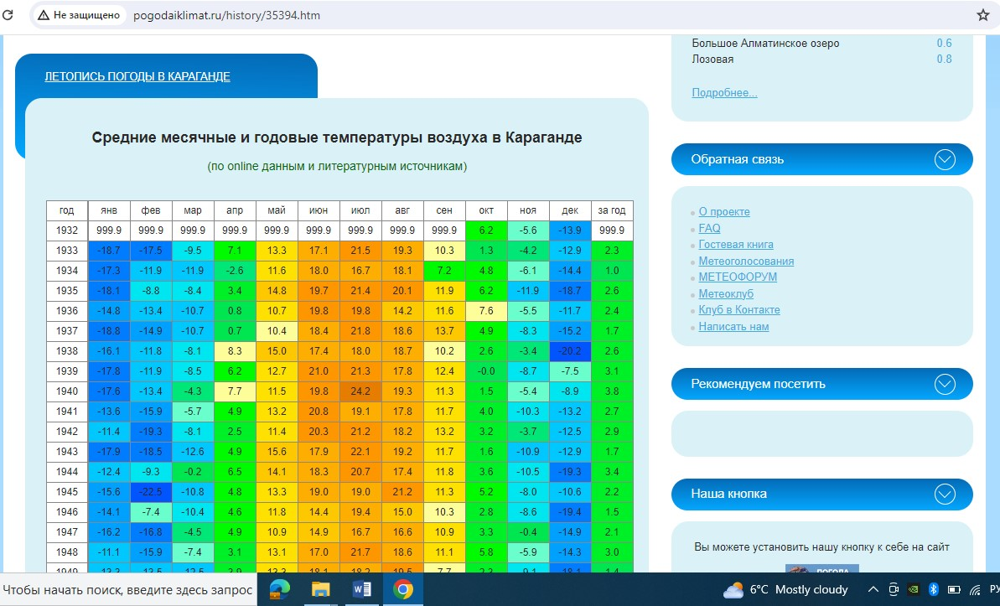 Не защищено pogodaiklimat.ru/history/35394.htm
Большое Алматинское озеро 0.6
Лозовая 0.8
Подробнее...
ЛЕТОПИСЬ ПОГОДЫ В КАРАГАНДЕ
Средние месячные и годовые температуры воздуха в Караганде
(по online данным и литературным источникам)
год янв фев мар апр май июн июл авг сен окт ноя дек за год
1932 999.9 999.9 999.9 999.9 999.9 999.9 999.9 999.9 999.9 6.2 -5.6 -13.9 999.9
1933 -18.7 -17.5 -9.5 7.1 13.3 17.1 21.5 19.3 10.3 1.3 -4.2 -12.9 2.3
1934 -17.3 -11.9 -11.9 -2.6 11.6 18.0 16.7 18.1 7.2 4.8 -6.1 -14.4 1.0
1935 -18.1 -8.8 -8.4 3.4 14.8 19.7 21.4 20.1 11.9 6.2 -11.9 -18.7 2.6
1936 -14.8 -13.4 -10.7 0.8 10.7 19.8 19.8 14.2 11.6 7.6 -5.5 -11.7 2.4
1937 -18.8 -14.9 -10.7 0.7 10.4 18.4 21.8 18.6 13.7 4.9 -8.3 -15.2 1.7
1938 -16.1 -11.8 -8.1 8.3 15.0 17.4 18.0 18.7 10.2 2.6 -3.4 -20.2 2.6
1939 -17.8 -11.9 -8.5 6.2 12.7 21.0 21.3 17.8 12.4 -0.0 -8.7 -7.5 3.1
1940 -17.6 -13.4 -4.3 7.7 11.5 19.8 24.2 19.3 11.3 1.5 -5.4 -8.9 3.8
1941 -13.6 -15.9 -5.7 4.9 13.2 20.8 19.1 17.8 11.7 4.0 -10.3 -13.2 2.7
1942 -11.4 -19.3 -8.1 2.5 11.4 20.3 21.2 18.2 13.2 3.2 -3.7 -12.5 2.9
1943 -17.9 -18.5 -12.6 4.9 15.6 17.9 22.1 19.2 11.7 1.6 -10.9 -12.9 1.7
1944 -12.4 -9.3 -0.2 6.5 14.1 18.3 20.7 17.4 11.8 3.6 -10.5 -19.3 3.4
1945 -15.6 -22.5 -10.8 4.8 13.3 19.0 19.0 21.2 11.3 5.2 -8.0 -10.6 2.2
1946 -14.1 -7.4 -10.4 4.6 11.8 14.4 19.4 15.0 10.3 2.8 -8.6 -19.4 1.5
1947 -16.2 -16.8 -4.5 4.9 10.9 14.9 16.7 16.6 10.9 3.3 -0.4 -14.9 2.1
1948 -11.1 -15.9 -7.4 3.1 13.1 17.0 21.7 18.6 11.1 5.8 -5.9 -14.3 3.0
Обратная связь
О проекте
FAQ
Гостевая книга
Метеоголосования
МЕТЕОФОРУМ
Метеоклуб
Клуб в Контакте
Написать нам
Рекомендуем посетить
Наша кнопка
Вы можете установить нашу кнопку к себе на сайт
ПОГОДА
Чтобы начать поиск, введите здесь запрос
6°C Mostly cloudy